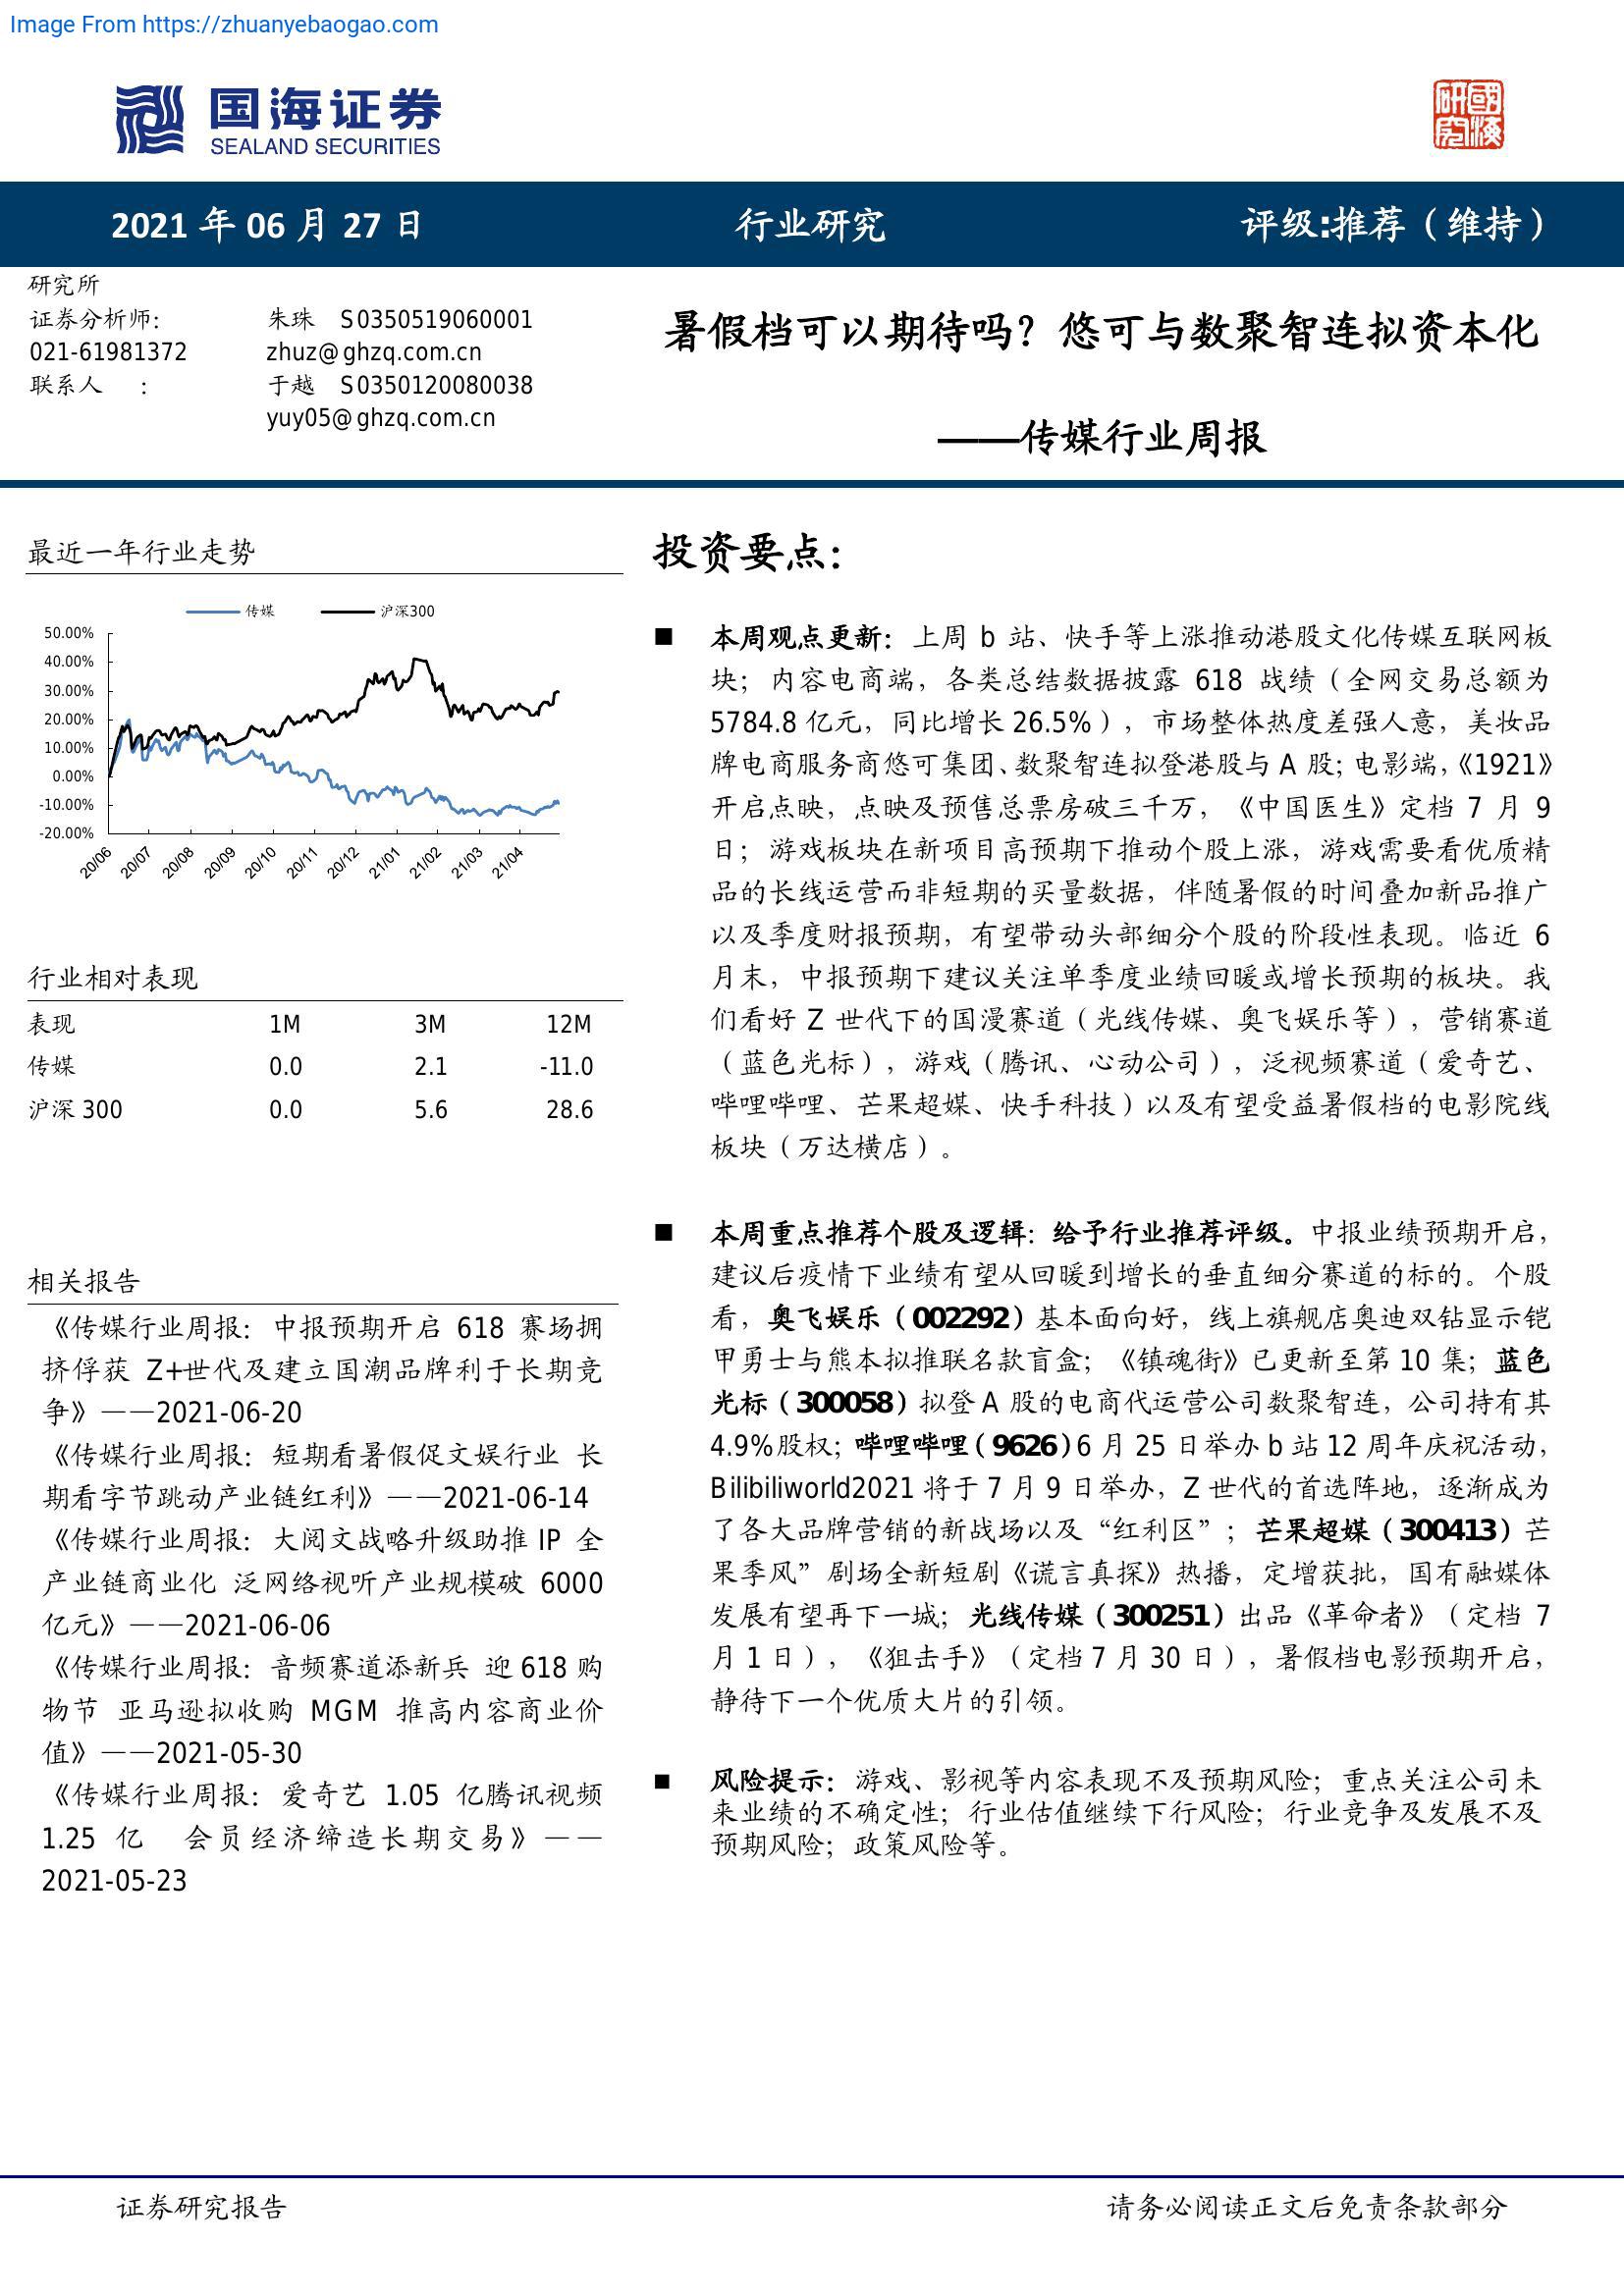 Image From https://zhuanyebaogao.com
国海证券
SEALAND SECURITIES
研國
究海
2021 年 06 月 27 日
行业研究
评级:推荐（维持）
研究所
证券分析师：
朱珠 S0350519060001
021-61981372
zhuz@ghzq.com.cn
联系人 ：
于越 S0350120080038
yuy05@ghzq.com.cn
暑假档可以期待吗？悠可与数聚智连拟资本化
——传媒行业周报
最近一年行业走势
传媒
沪深300
50.00%
40.00%
30.00%
20.00%
10.00%
0.00%
-10.00%
-20.00%
20/06
20/07
20/08
20/09
20/10
20/11
20/12
21/01
21/02
21/03
21/04
行业相对表现
表现 1M 3M 12M
传媒 0.0 2.1 -11.0
沪深 300 0.0 5.6 28.6
相关报告
《传媒行业周报：中报预期开启 618 赛场拥
挤俘获 Z+世代及建立国潮品牌利于长期竞
争》——2021-06-20
《传媒行业周报：短期看暑假促文娱行业 长
期看字节跳动产业链红利》——2021-06-14
《传媒行业周报：大阅文战略升级助推 IP 全
产业链商业化 泛网络视听产业规模破 6000
亿元》——2021-06-06
《传媒行业周报：音频赛道添新兵 迎 618 购
物节 亚马逊拟收购 MGM 推高内容商业价
值》——2021-05-30
《传媒行业周报：爱奇艺 1.05 亿腾讯视频
1.25 亿 会员经济缔造长期交易》——
2021-05-23
投资要点：
■ 本周观点更新：上周 b 站、快手等上涨推动港股文化传媒互联网板
块；内容电商端，各类总结数据披露 618 战绩（全网交易总额为
5784.8 亿元，同比增长 26.5%），市场整体热度差强人意，美妆品
牌电商服务商悠可集团、数聚智连拟登港股与 A 股；电影端，《1921》
开启点映，点映及预售总票房破三千万，《中国医生》定档 7 月 9
日；游戏板块在新项目高预期下推动个股上涨，游戏需要看优质精
品的长线运营而非短期的买量数据，伴随暑假的时间叠加新品推广
以及季度财报预期，有望带动头部细分个股的阶段性表现。临近 6
月末，中报预期下建议关注单季度业绩回暖或增长预期的板块。我
们看好 Z 世代下的国漫赛道（光线传媒、奥飞娱乐等），营销赛道
（蓝色光标），游戏（腾讯、心动公司），泛视频赛道（爱奇艺、
哔哩哔哩、芒果超媒、快手科技）以及有望受益暑假档的电影院线
板块（万达横店）。
■ 本周重点推荐个股及逻辑：给予行业推荐评级。中报业绩预期开启，
建议后疫情下业绩有望从回暖到增长的垂直细分赛道的标的。个股
看，奥飞娱乐（002292）基本面向好，线上旗舰店奥迪双钻显示铠
甲勇士与熊本拟推联名款盲盒；《镇魂街》已更新至第 10 集；蓝色
光标（300058）拟登 A 股的电商代运营公司数聚智连，公司持有其
4.9%股权；哔哩哔哩（9626）6 月 25 日举办 b 站 12 周年庆祝活动，
Bilibiliworld2021 将于 7 月 9 日举办，Z 世代的首选阵地，逐渐成为
了各大品牌营销的新战场以及“红利区”；芒果超媒（300413）芒
果季风”剧场全新短剧《谎言真探》热播，定增获批，国有融媒体
发展有望再下一城；光线传媒（300251）出品《革命者》（定档 7
月 1 日），《狙击手》（定档 7 月 30 日），暑假档电影预期开启，
静待下一个优质大片的引领。
■ 风险提示：游戏、影视等内容表现不及预期风险；重点关注公司未
来业绩的不确定性；行业估值继续下行风险；行业竞争及发展不及
预期风险；政策风险等。
证券研究报告
请务必阅读正文后免责条款部分